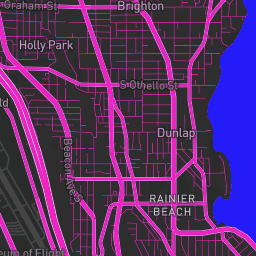 Graham St
Brighton
Holly Park
S Othello St
Dunlap
Beacon Ave S
RAINIER
BEACH